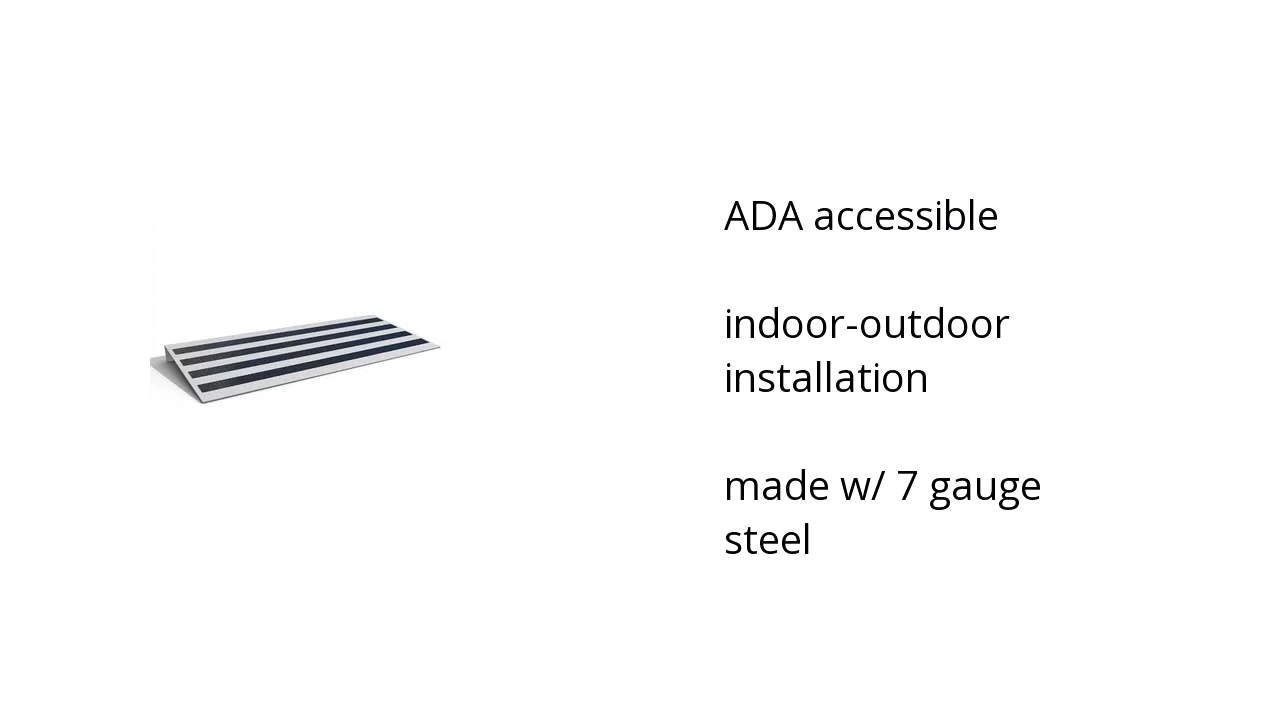 ADA accessible
indoor-outdoor
installation
made w/ 7 gauge
steel